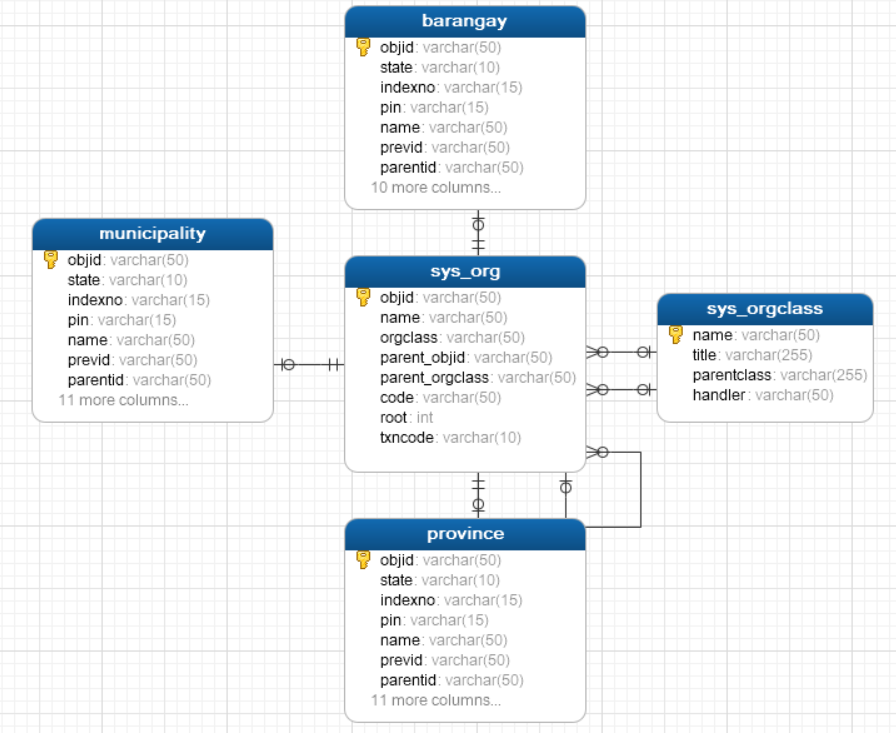 barangay
objid: varchar(50)
state: varchar(10)
indexno: varchar(15)
pin: varchar(15)
name: varchar(50)
previd: varchar(50)
parentid: varchar(50)
10 more columns...
municipality
objid: varchar(50)
state: varchar(10)
indexno: varchar(15)
pin: varchar(15)
name: varchar(50)
previd: varchar(50)
parentid: varchar(50)
11 more columns...
sys_org
objid: varchar(50)
name: varchar(50)
orgclass: varchar(50)
parent_objid: varchar(50)
parent_orgclass: varchar(50)
code: varchar(50)
root: int
txncode: varchar(10)
sys_orgclass
name: varchar(50)
title: varchar(255)
parentclass: varchar(255)
handler: varchar(50)
province
objid: varchar(50)
state: varchar(10)
indexno: varchar(15)
pin: varchar(15)
name: varchar(50)
previd: varchar(50)
parentid: varchar(50)
11 more columns...